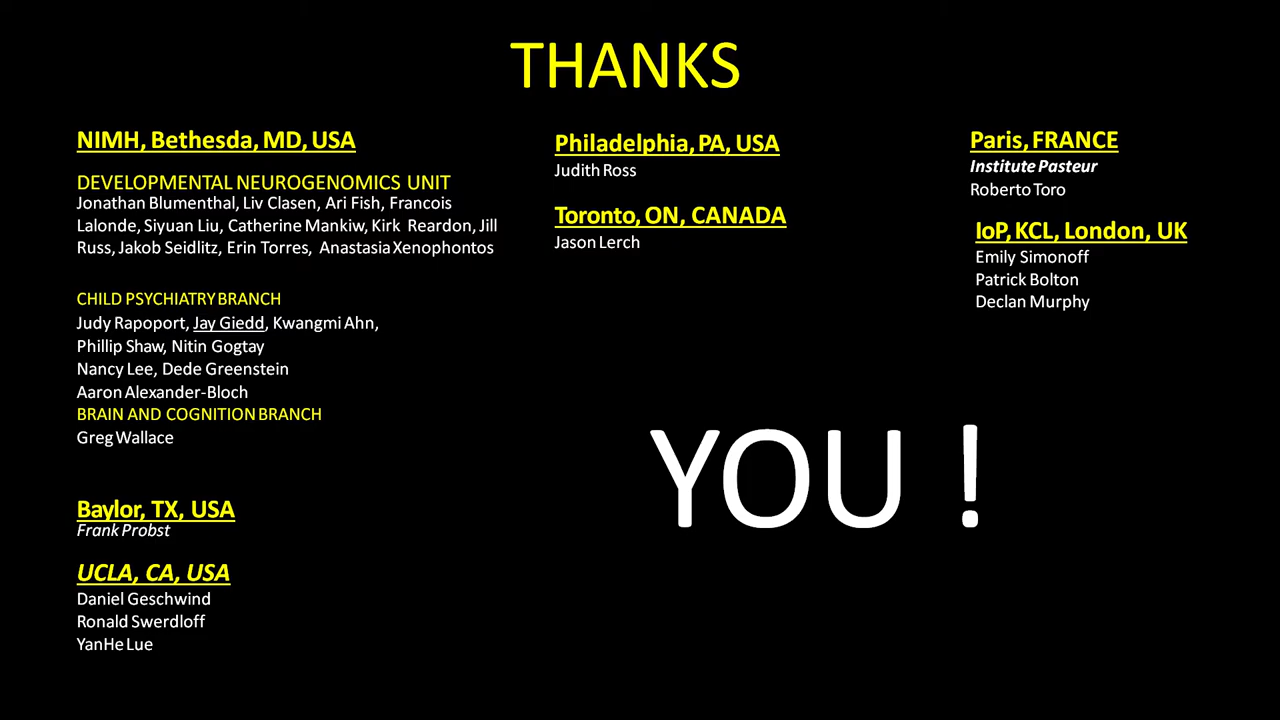 THANKS
NIMH, Bethesda, MD, USA
DEVELOPMENTAL NEUROGENOMICS UNIT
Jonathan Blumenthal, Liv Clasen, Ari Fish, Francois
Lalonde, Siyuan Liu, Catherine Mankiw, Kirk Reardon, Jill
Russ, Jakob Seidlitz, Erin Torres, Anastasia Xenophontos
CHILD PSYCHIATRY BRANCH
Judy Rapoport, Jay Giedd, Kwangmi Ahn,
Phillip Shaw, Nitin Gogtay
Nancy Lee, Dede Greenstein
Aaron Alexander-Bloch
BRAIN AND COGNITION BRANCH
Greg Wallace
Baylor, TX, USA
Frank Probst
UCLA, CA, USA
Daniel Geschwind
Ronald Swerdloff
YanHe Lue
Philadelphia, PA, USA
Judith Ross
Toronto, ON, CANADA
Jason Lerch
Paris, FRANCE
Institute Pasteur
Roberto Toro
IoP, KCL, London, UK
Emily Simonoff
Patrick Bolton
Declan Murphy
YOU !